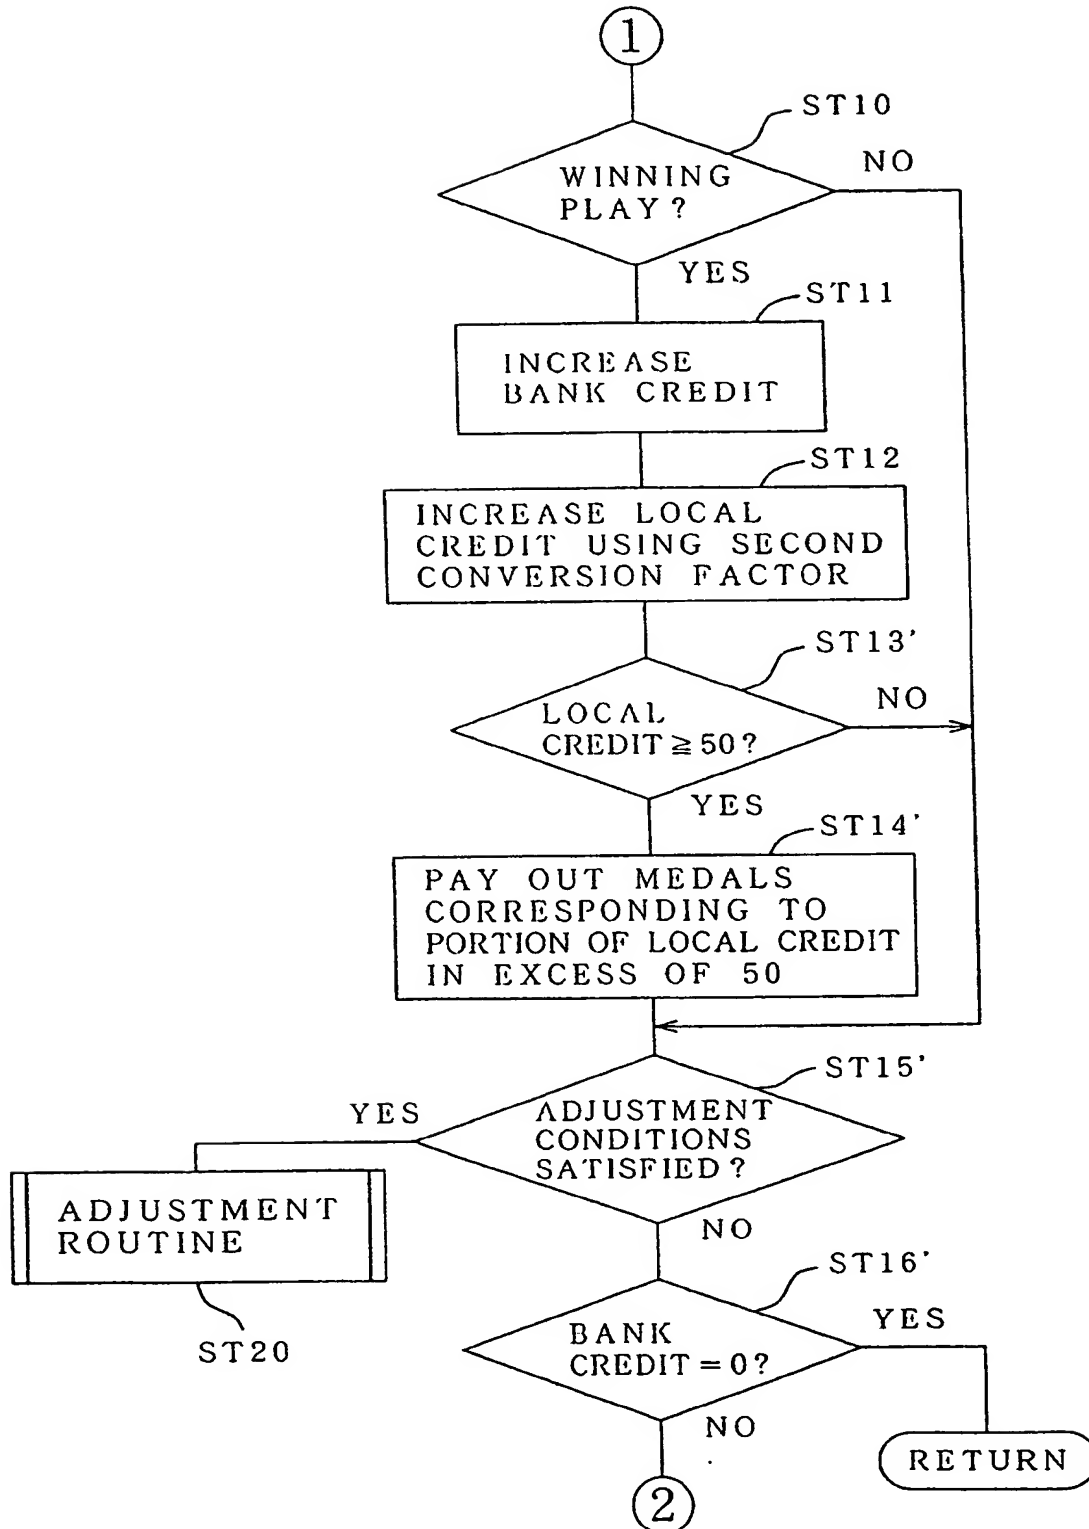 1
ST10
WINNING
PLAY?
NO
YES
ST11
INCREASE
BANK CREDIT
ST12
INCREASE LOCAL
CREDIT USING SECOND
CONVERSION FACTOR
ST13'
LOCAL
CREDIT≧50?
NO
YES
ST14'
PAY OUT MEDALS
CORRESPONDING TO
PORTION OF LOCAL CREDIT
IN EXCESS OF 50
ST15'
YES
ADJUSTMENT
CONDITIONS
SATISFIED?
ADJUSTMENT
ROUTINE
NO
ST20
ST16'
BANK
CREDIT=0?
YES
NO
RETURN
2